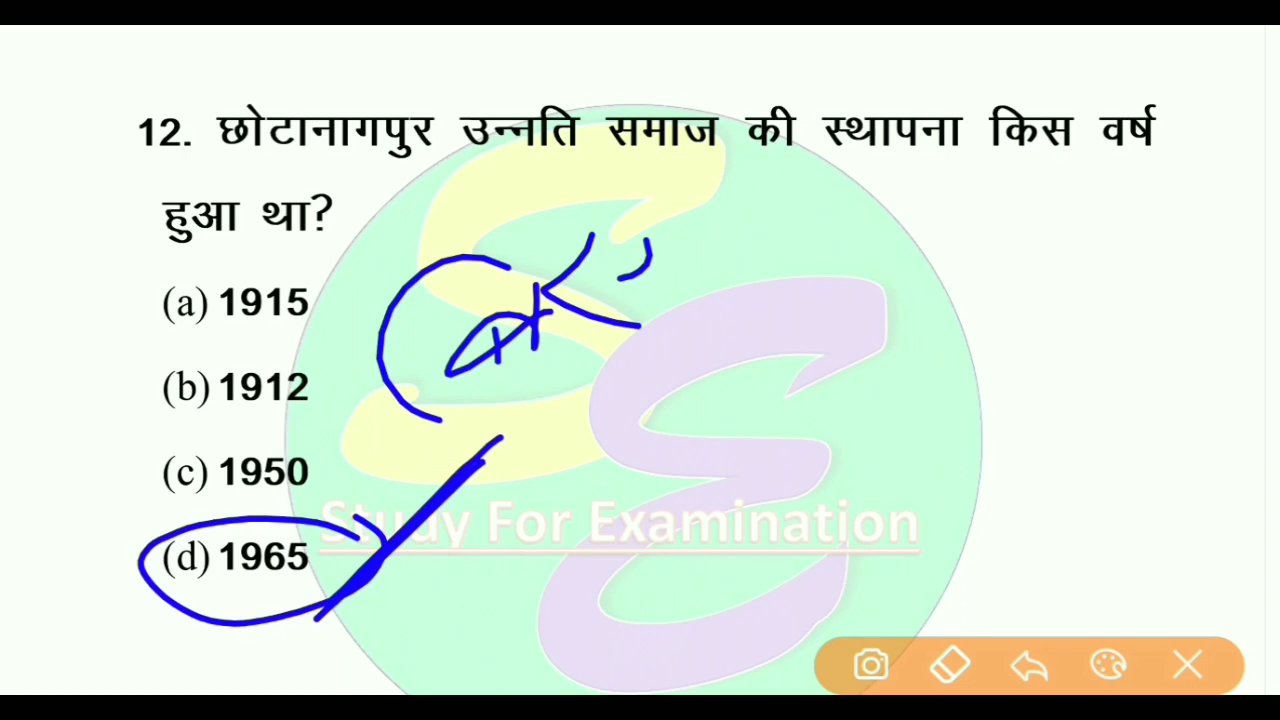 12. छोटानागपुर उन्नति समाज की स्थापना किस वर्ष
हुआ था?
(a) 1915
(b) 1912
(c) 1950
Study For Examination
(d) 1965